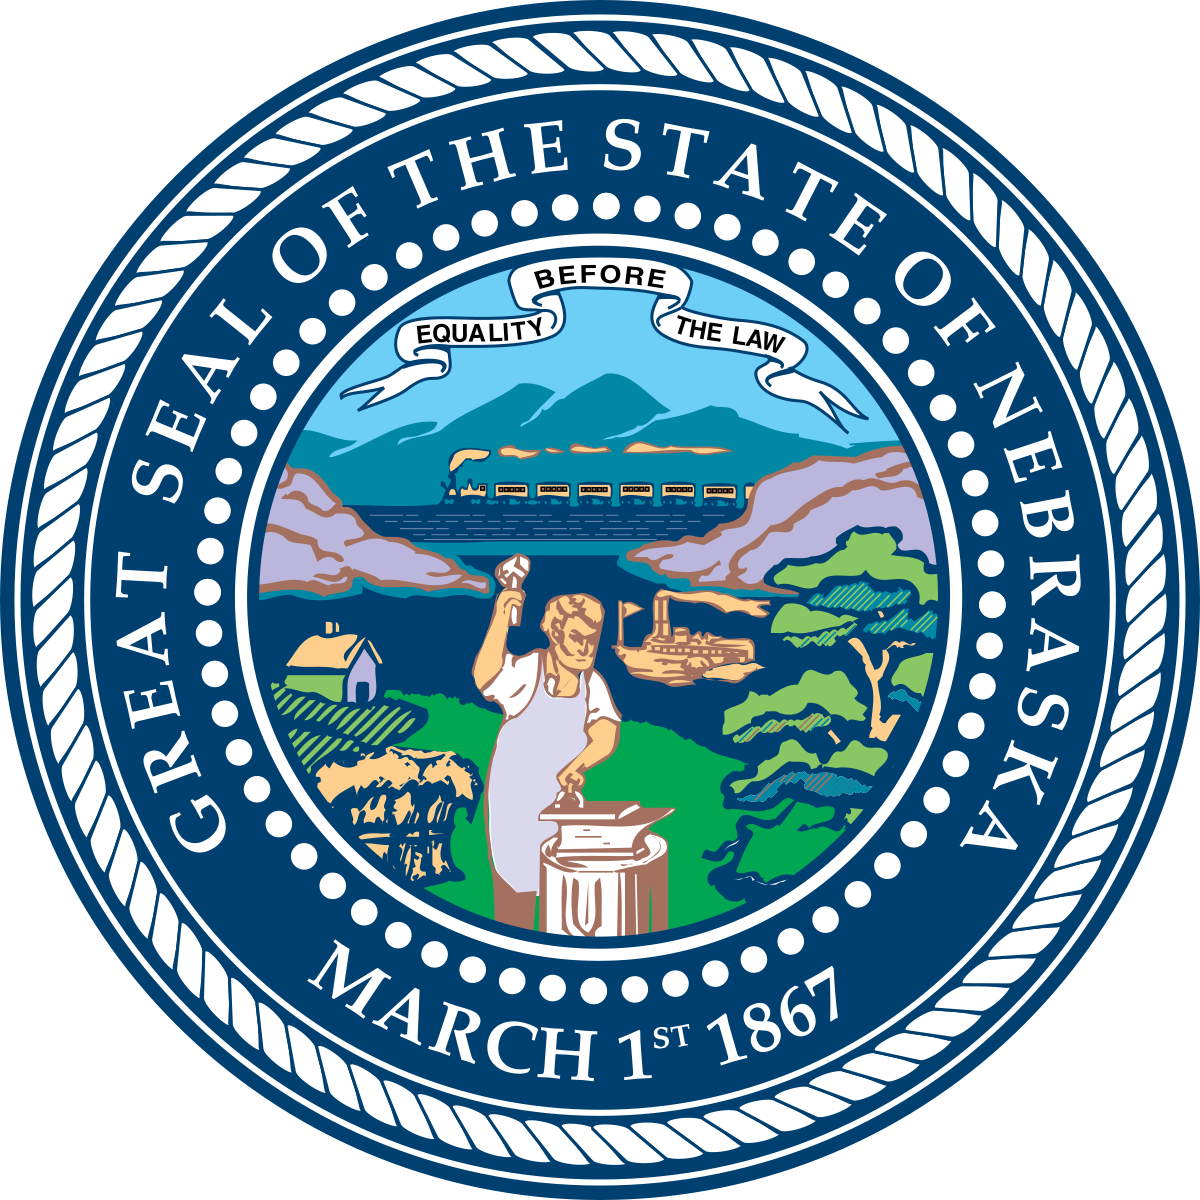 GREAT SEAL OF THE STATE OF NEBRASKA
EQUALITY BEFORE THE LAW
MARCH 1ST 1867